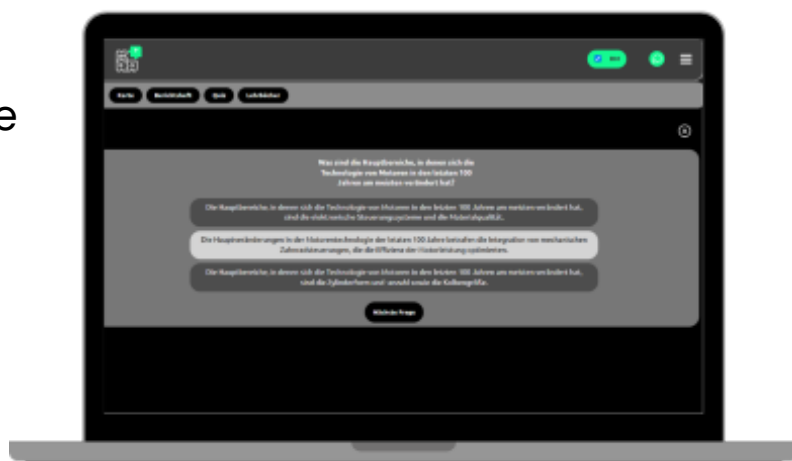 e
Karte Berichtsheft Quiz Lehrbücher
Was sind die Hauptbereiche, in denen sich die
Technologie von Motoren in den letzten 100
Jahren am meisten verändert hat?
Die Hauptbereiche, in denen sich die Technologie von Motoren in den letzten 100 Jahren am meisten verändert hat,
sind die elektronische Steuerungssysteme und die Materialqualität.
Die Hauptveränderungen in der Motorentechnologie der letzten 100 Jahre betrafen die Integration von mechanischen
Zahnradsteuerungen, die die Effizienz der Motorleistung optimierten.
Die Hauptbereiche, in denen sich die Technologie von Motoren in den letzten 100 Jahren am meisten verändert hat,
sind die Zylinderform und -anzahl sowie die Kolbengröße.
Nächste Frage